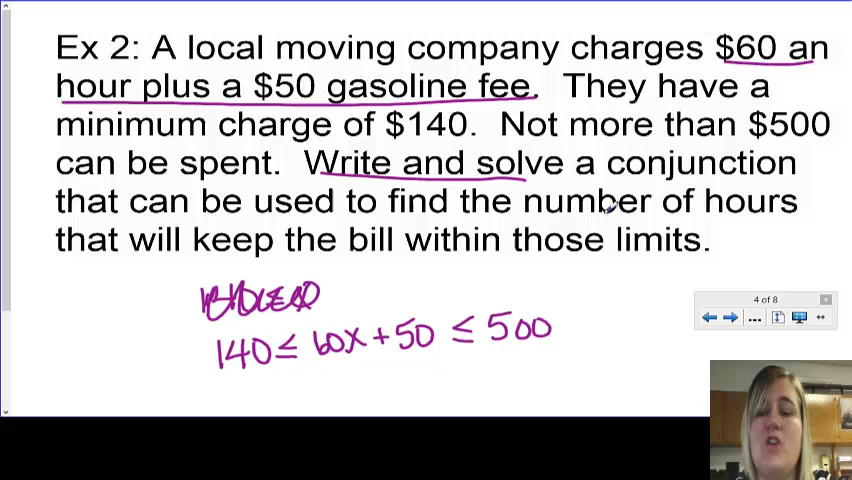 Ex 2: A local moving company charges $60 an
hour plus a $50 gasoline fee. They have a
minimum charge of $140. Not more than $500
can be spent. Write and solve a conjunction
that can be used to find the number of hours
that will keep the bill within those limits.
4 of 8
140 ≤ 60x + 50 ≤ 500